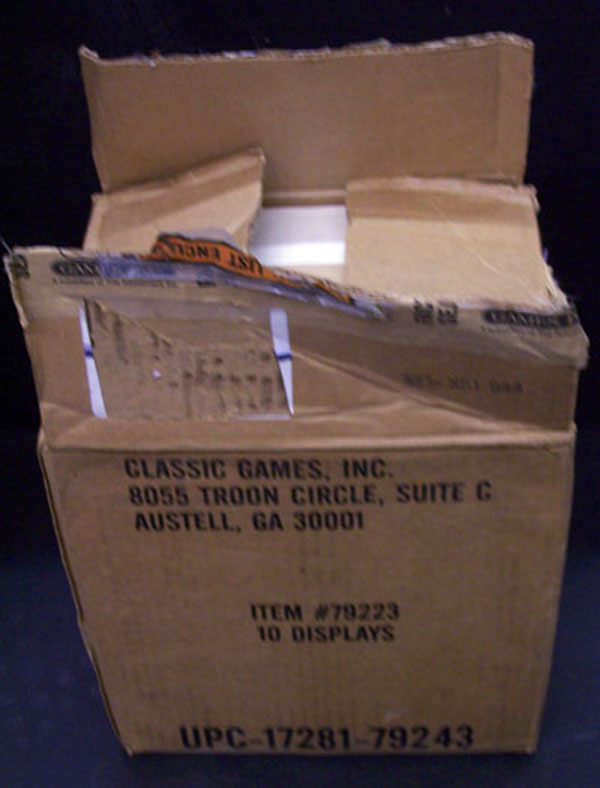 CLASSIC GAMES, INC.
8055 TROON CIRCLE, SUITE C
AUSTELL, GA 30001
ITEM #79223
10 DISPLAYS
UPC-17281-79243